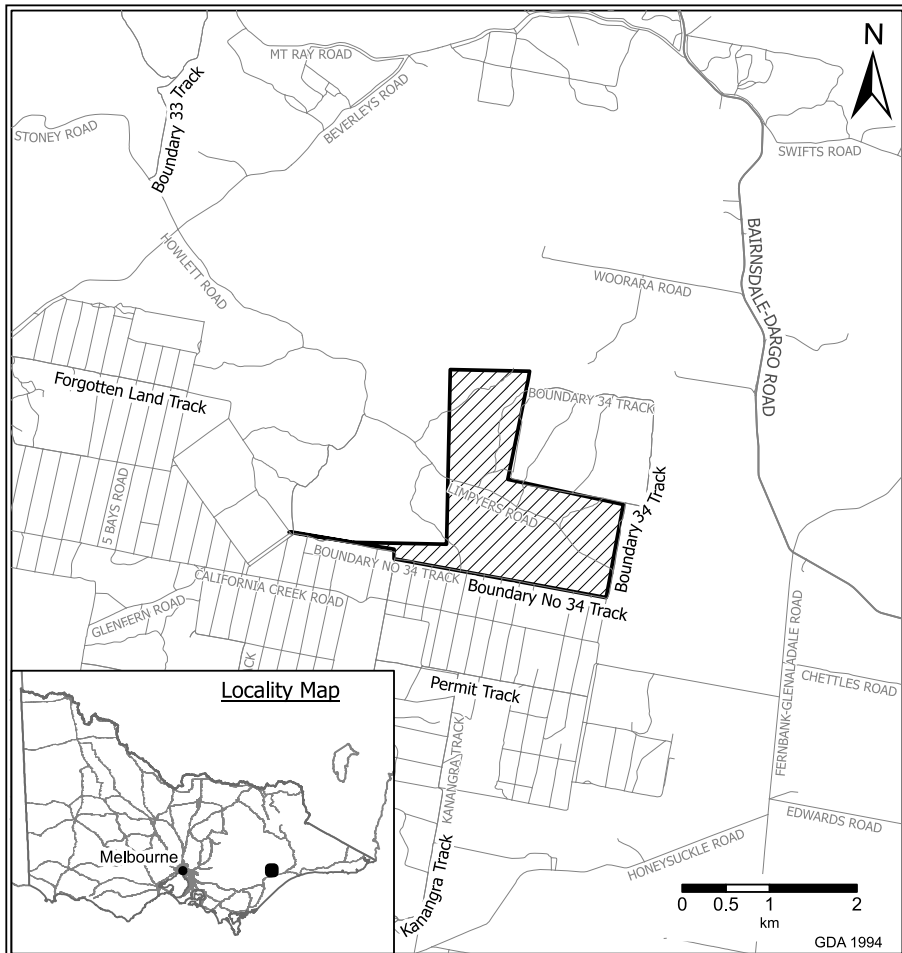 N
MT RAY ROAD
Boundary 33 Track
BEVERLEYS ROAD
STONEY ROAD
SWIFTS ROAD
HOWLETT ROAD
WOORARA ROAD
BAIRNSDALE-DARGO ROAD
Forgotten Land Track
BOUNDARY 34 TRACK
LIMPYERS ROAD
5 BAYS ROAD
Boundary 34 Track
BOUNDARY NO 34 TRACK
CALIFORNIA CREEK ROAD
Boundary No 34 Track
GLENFERN ROAD
FERNBANK-GLENALADALE ROAD
ACK
CHETTLES ROAD
Permit Track
KANANGRA TRACK
EDWARDS ROAD
HONEYSUCKLE ROAD
Kanangra Track
Locality Map
Melbourne
0 0.5 1 2
km
GDA 1994